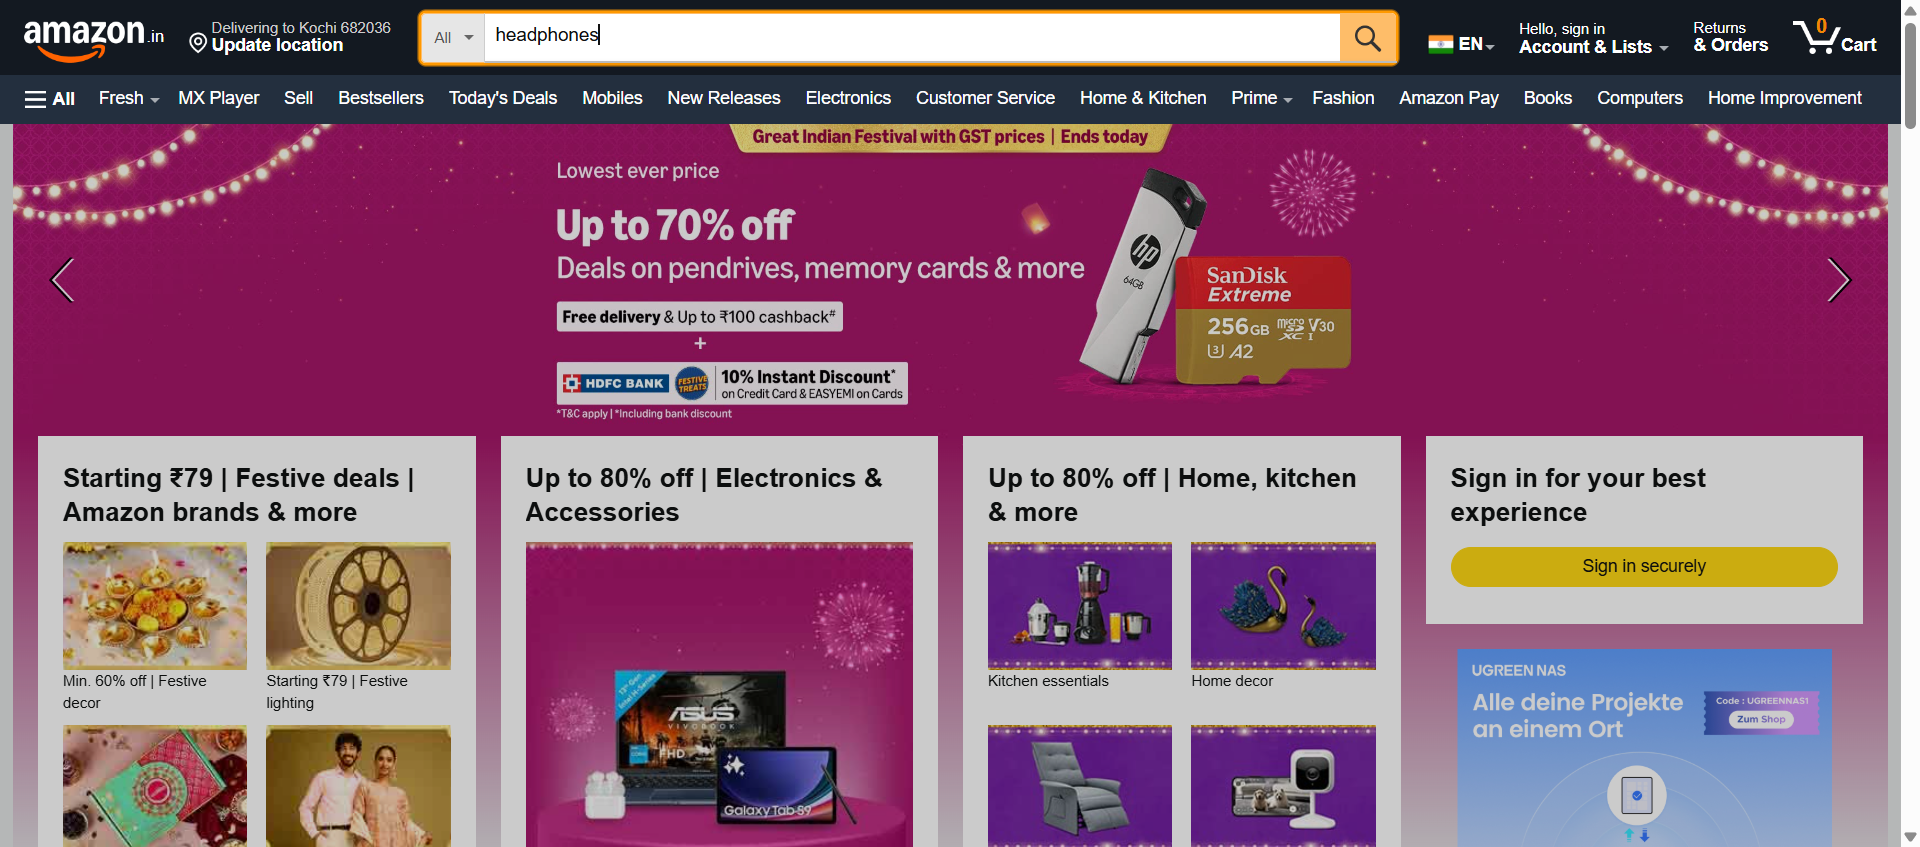 amazon.in
Delivering to Kochi 682036
Update location
All
headphones
EN
Hello, sign in
Account & Lists
Returns
& Orders
0
Cart
All
Fresh
MX Player
Sell
Bestsellers
Today's Deals
Mobiles
New Releases
Electronics
Customer Service
Home & Kitchen
Prime
Fashion
Amazon Pay
Books
Computers
Home Improvement
Great Indian Festival with GST prices | Ends today
Lowest ever price
Up to 70% off
Deals on pendrives, memory cards & more
Free delivery & Up to ₹100 cashback#
+
HDFC BANK
FESTIVE TREATS
10% Instant Discount*
on Credit Card & EASYEMI on Cards
*T&C apply | *Including bank discount
hp
64GB
SanDisk
Extreme
256GB micro SD XC I V30
U3 A2
Starting ₹79 | Festive deals |
Amazon brands & more
Min. 60% off | Festive
decor
Starting ₹79 | Festive
lighting
Up to 80% off | Electronics &
Accessories
13th Gen
Intel H-Series
ASUS
VIVOBOOK
FHD
Galaxy Tab S9
Up to 80% off | Home, kitchen
& more
Kitchen essentials
Home decor
Sign in for your best
experience
Sign in securely
UGREEN NAS
Alle deine Projekte
an einem Ort
Code : UGREENNAS1
Zum Shop